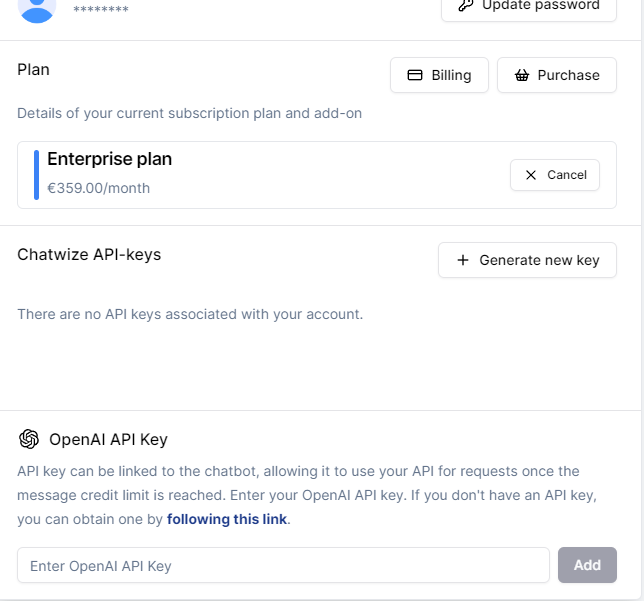 ********
Update password
Plan
Billing
Purchase
Details of your current subscription plan and add-on
Enterprise plan
€359.00/month
Cancel
Chatwize API-keys
Generate new key
There are no API keys associated with your account.
OpenAI API Key
API key can be linked to the chatbot, allowing it to use your API for requests once the
message credit limit is reached. Enter your OpenAI API key. If you don't have an API key,
you can obtain one by following this link.
Enter OpenAI API Key
Add